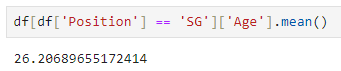 df[df['Position'] == 'SG']['Age'].mean()
26.20689655172414